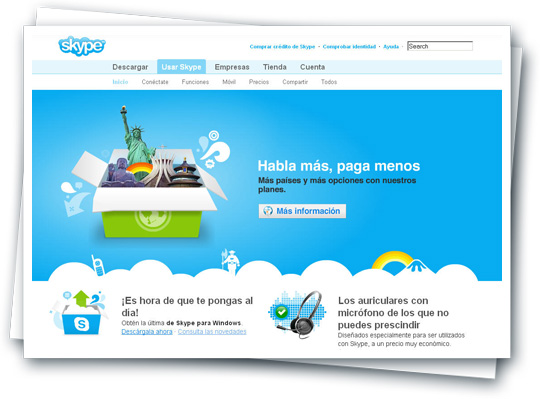 skype
Comprar crédito de Skype · Comprobar identidad · Ayuda · Search
Descargar Usar Skype Empresas Tienda Cuenta
Inicio Conéctate Funciones Móvil Precios Compartir Todos
Habla más, paga menos
Más países y más opciones con nuestros
planes.
Más información
¡Es hora de que te pongas al
día!
Obtén la última de Skype para Windows.
Descárgala ahora · Consulta las novedades
S
Los auriculares con
micrófono de los que no
puedes prescindir
Diseñados especialmente para ser utilizados
con Skype, a un precio muy económico.